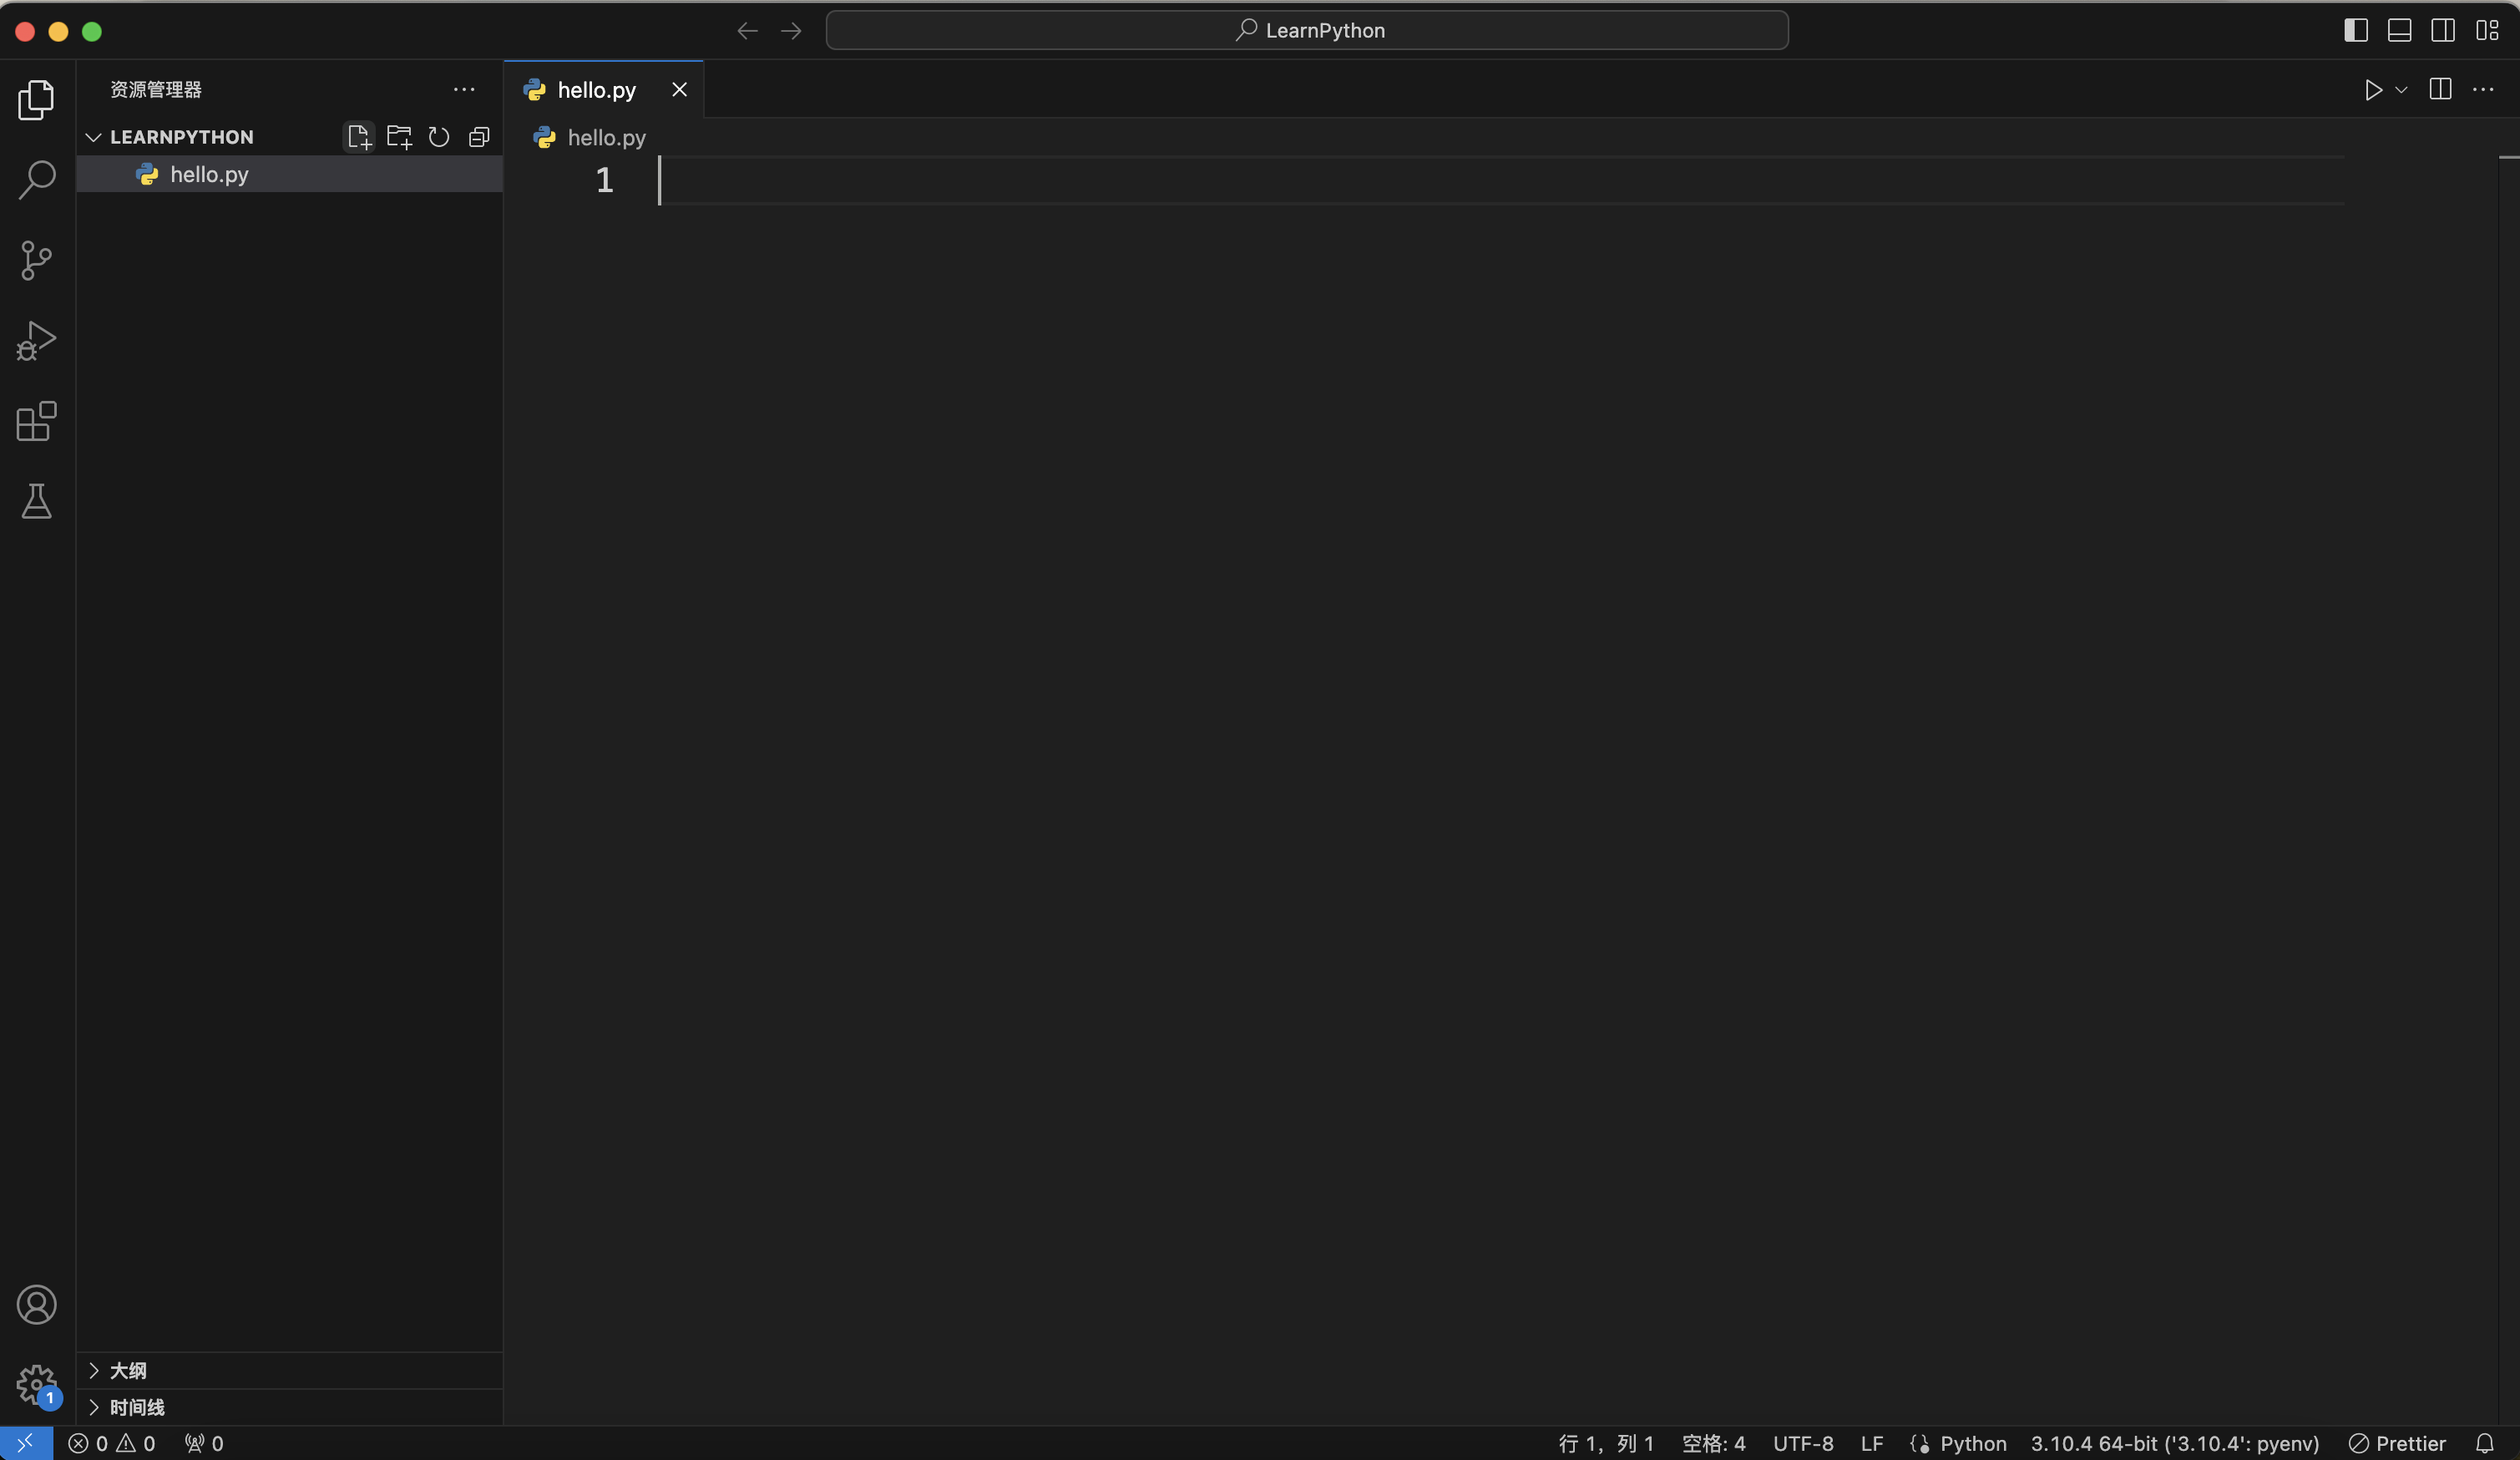 LearnPython
资源管理器
hello.py
LEARNPYTHON
hello.py
hello.py
1
大纲
时间线
1
0 0 0
行 1，列 1 空格: 4 UTF-8 LF Python 3.10.4 64-bit ('3.10.4': pyenv) Prettier